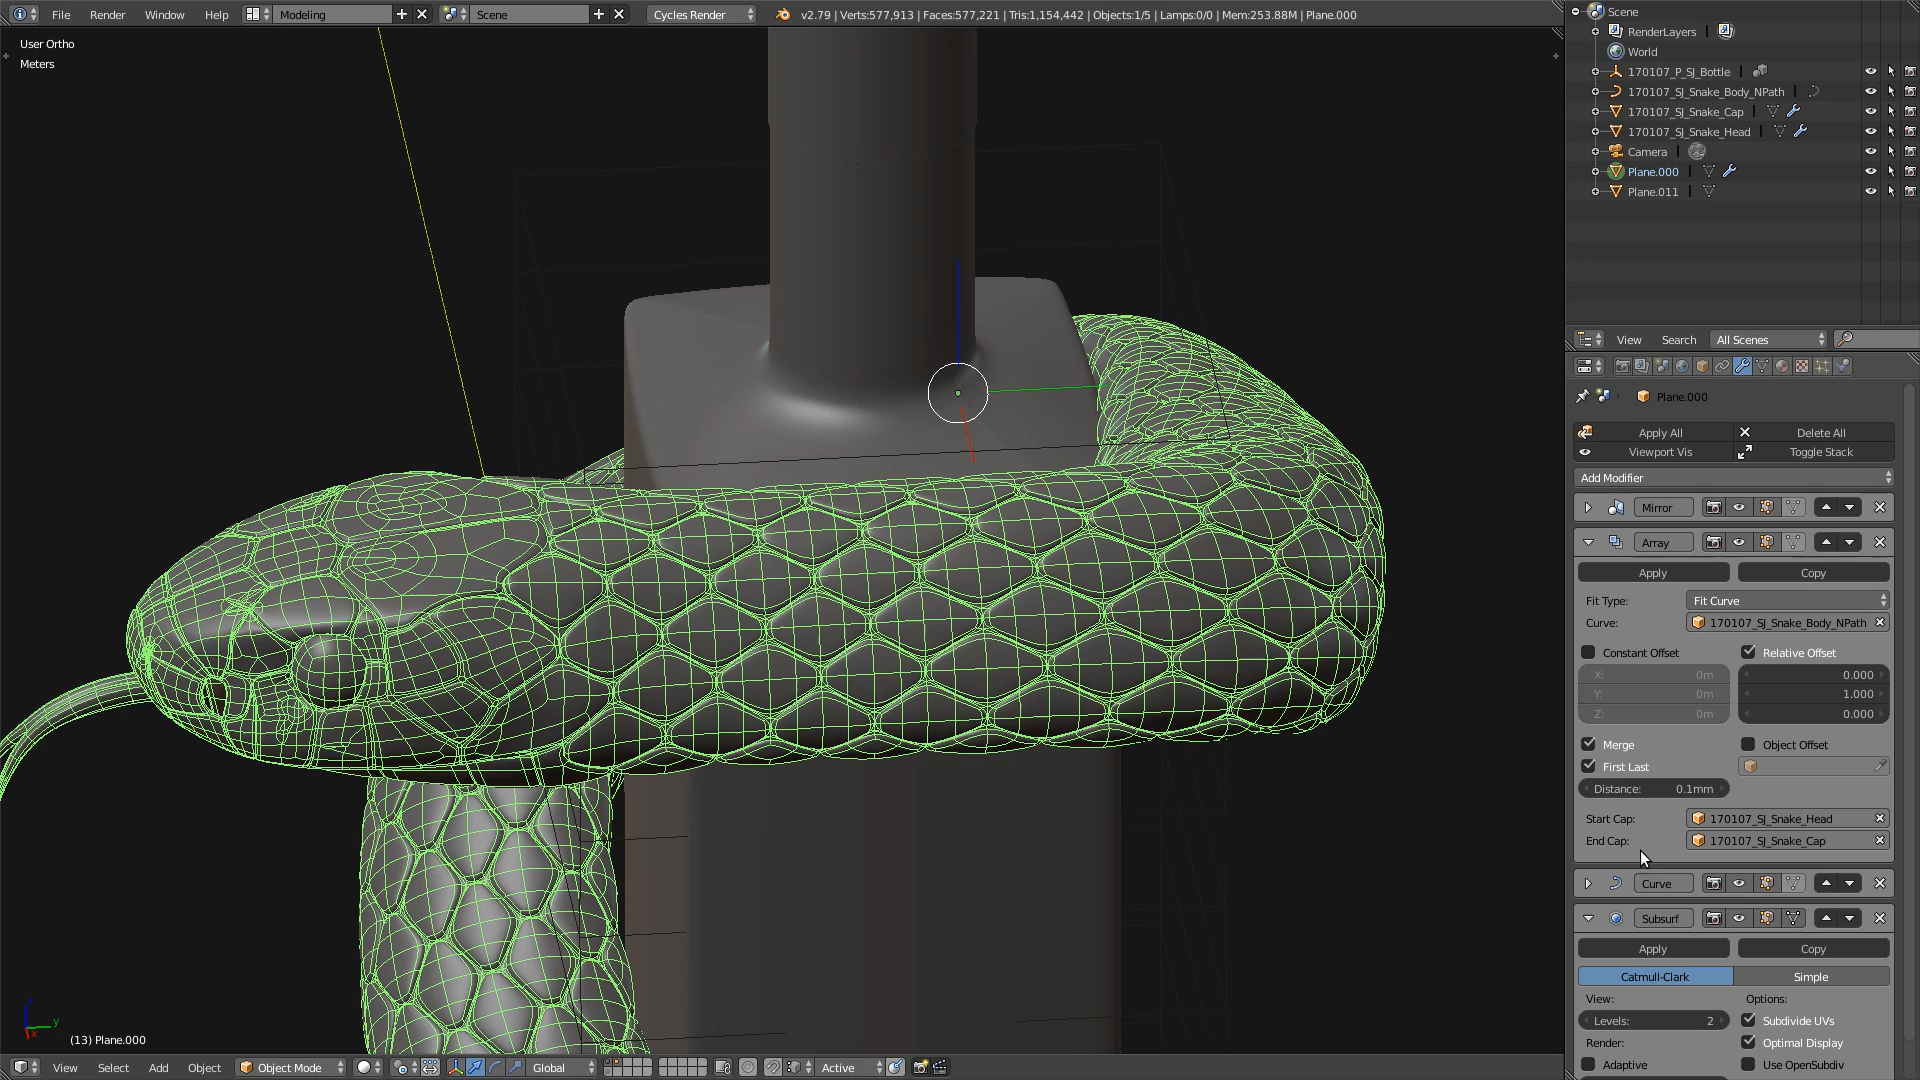 File Render Window Help Modeling Scene Cycles Render v2.79 | Verts:577,913 | Faces:577,221 | Tris:1,154,442 | Objects:1/5 | Lamps:0/0 | Mem:253.88M | Plane.000
User Ortho
Meters
(13) Plane.000
z
y
x
View Select Add Object Object Mode Global Active
Scene
RenderLayers
World
170107_P_SJ_Bottle
170107_SJ_Snake_Body_NPath
170107_SJ_Snake_Cap
170107_SJ_Snake_Head
Camera
Plane.000
Plane.011
View Search All Scenes
Plane.000
Apply All Delete All
Viewport Vis Toggle Stack
Add Modifier
Mirror
Array
Apply Copy
Fit Type: Fit Curve
Curve: 170107_SJ_Snake_Body_NPath
Constant Offset Relative Offset
X: 0m 0.000
Y: 0m 1.000
Z: 0m 0.000
Merge Object Offset
First Last
Distance: 0.1mm
Start Cap: 170107_SJ_Snake_Head
End Cap: 170107_SJ_Snake_Cap
Curve
Subsurf
Apply Copy
Catmull-Clark Simple
View: Options:
Levels: 2 Subdivide UVs
Render: Optimal Display
Adaptive Use OpenSubdiv